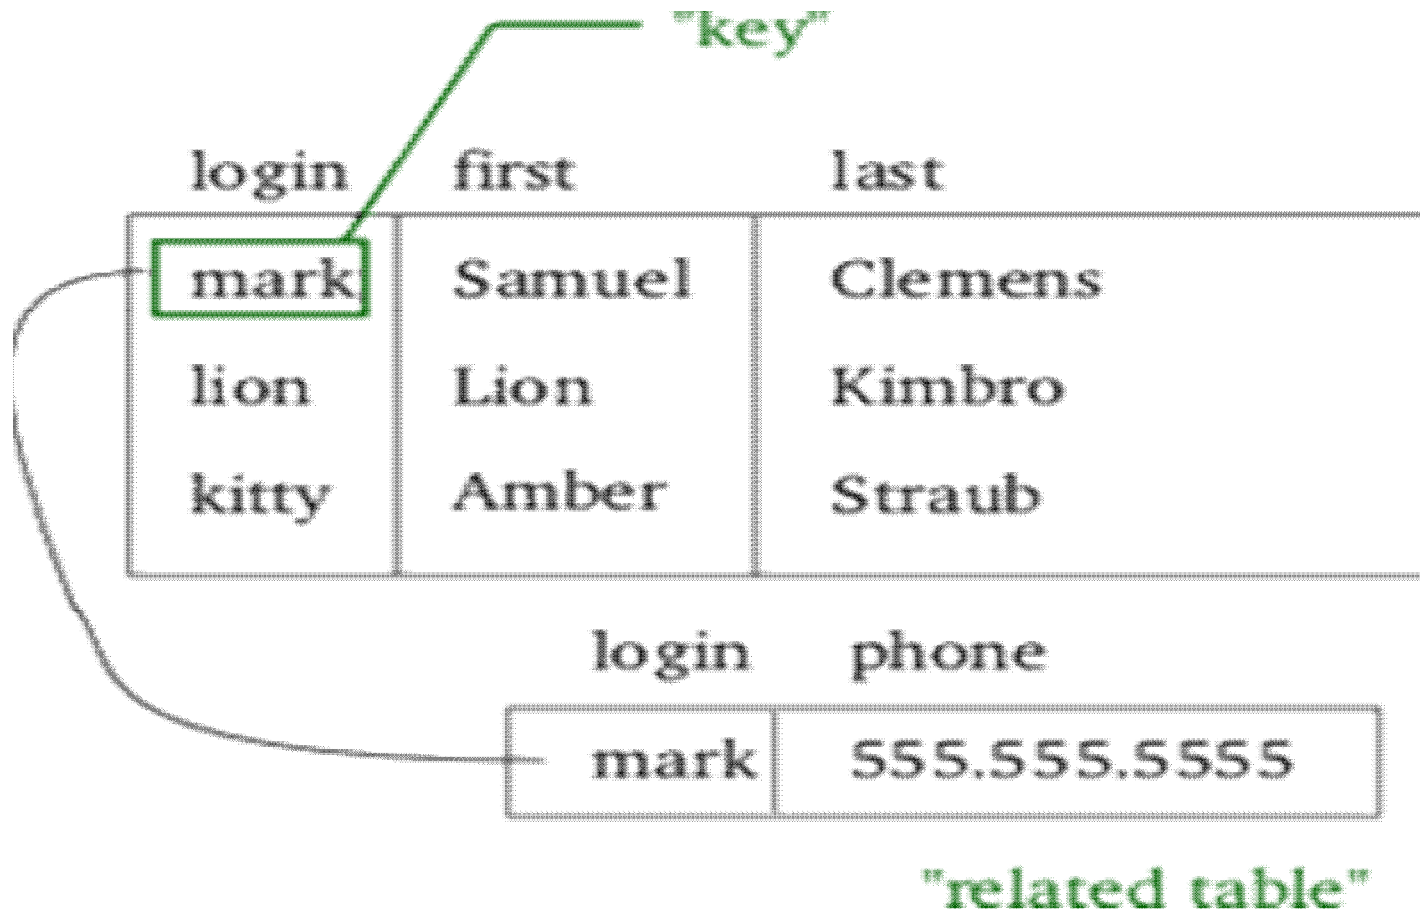 "key"
login first last
mark Samuel Clemens
lion Lion Kimbro
kitty Amber Straub
login phone
mark 555.555.5555
"related table"